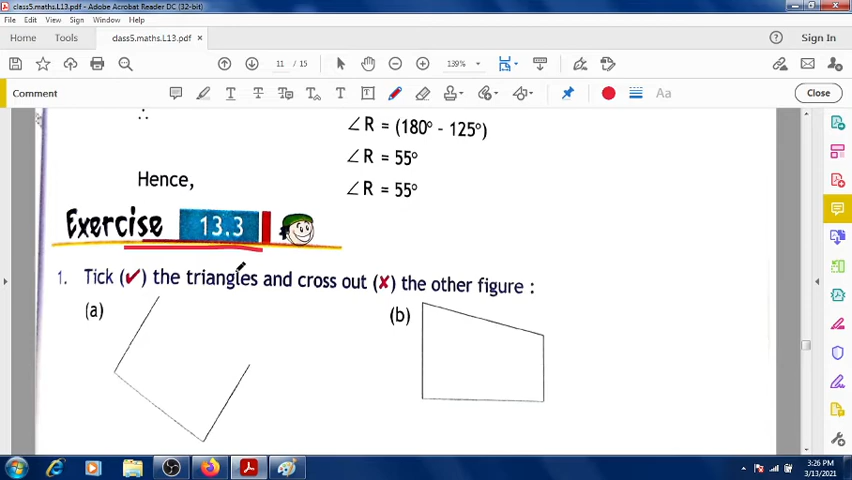 class5.maths.L13.pdf - Adobe Acrobat Reader DC (32-bit)
File Edit View Sign Window Help
Home Tools class5.maths.L13.pdf × Sign In
11 / 15 139%
Comment Aa Close
∴
∠ R = (180° - 125°)
∠ R = 55°
Hence, ∠ R = 55°
Exercise 13.3
1. Tick (✔) the triangles and cross out (✘) the other figure :
(a) (b)
3:26 PM
3/13/2021